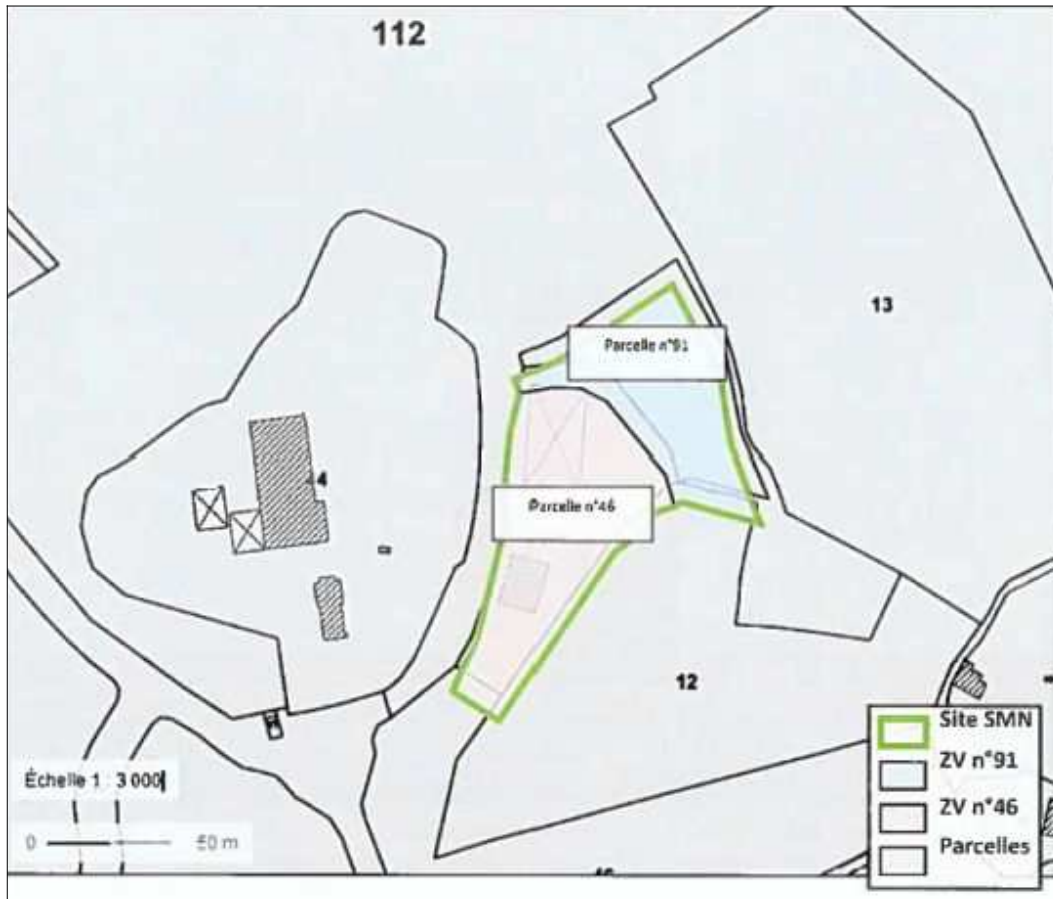 112
13
Parcelle n°91
4
Parcelle n°46
12
Site SMN
ZV n°91
ZV n°46
Parcelles
Échelle 1 : 3 000
0 50 m